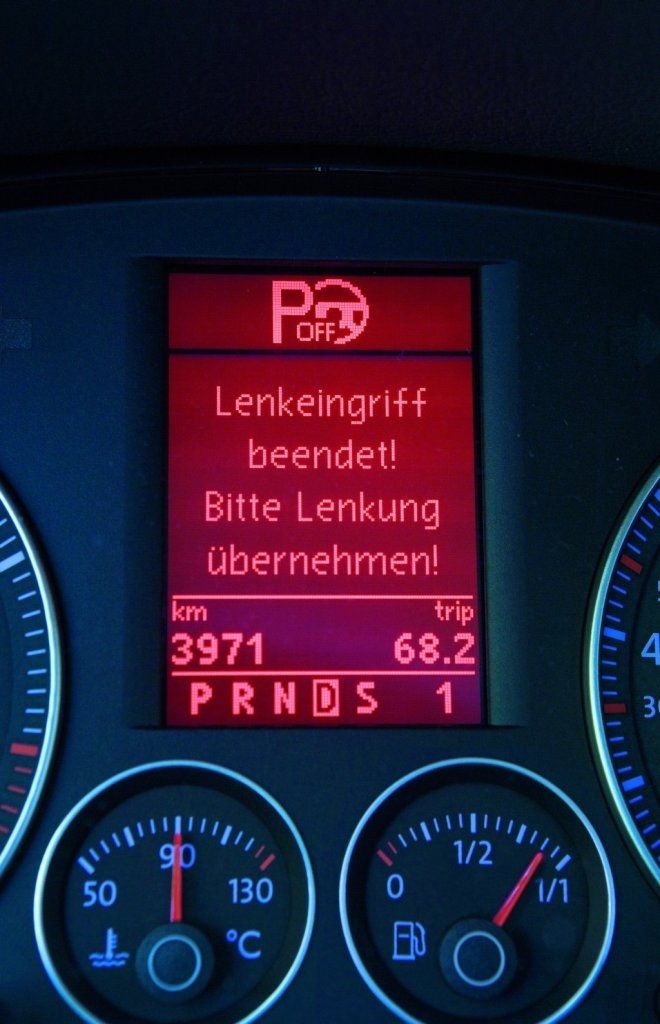 P OFF
Lenkeingriff
beendet!
Bitte Lenkung
übernehmen!
km trip
3971 68.2
P R N D S 1
50 90 130
°C
0 1/2 1/1